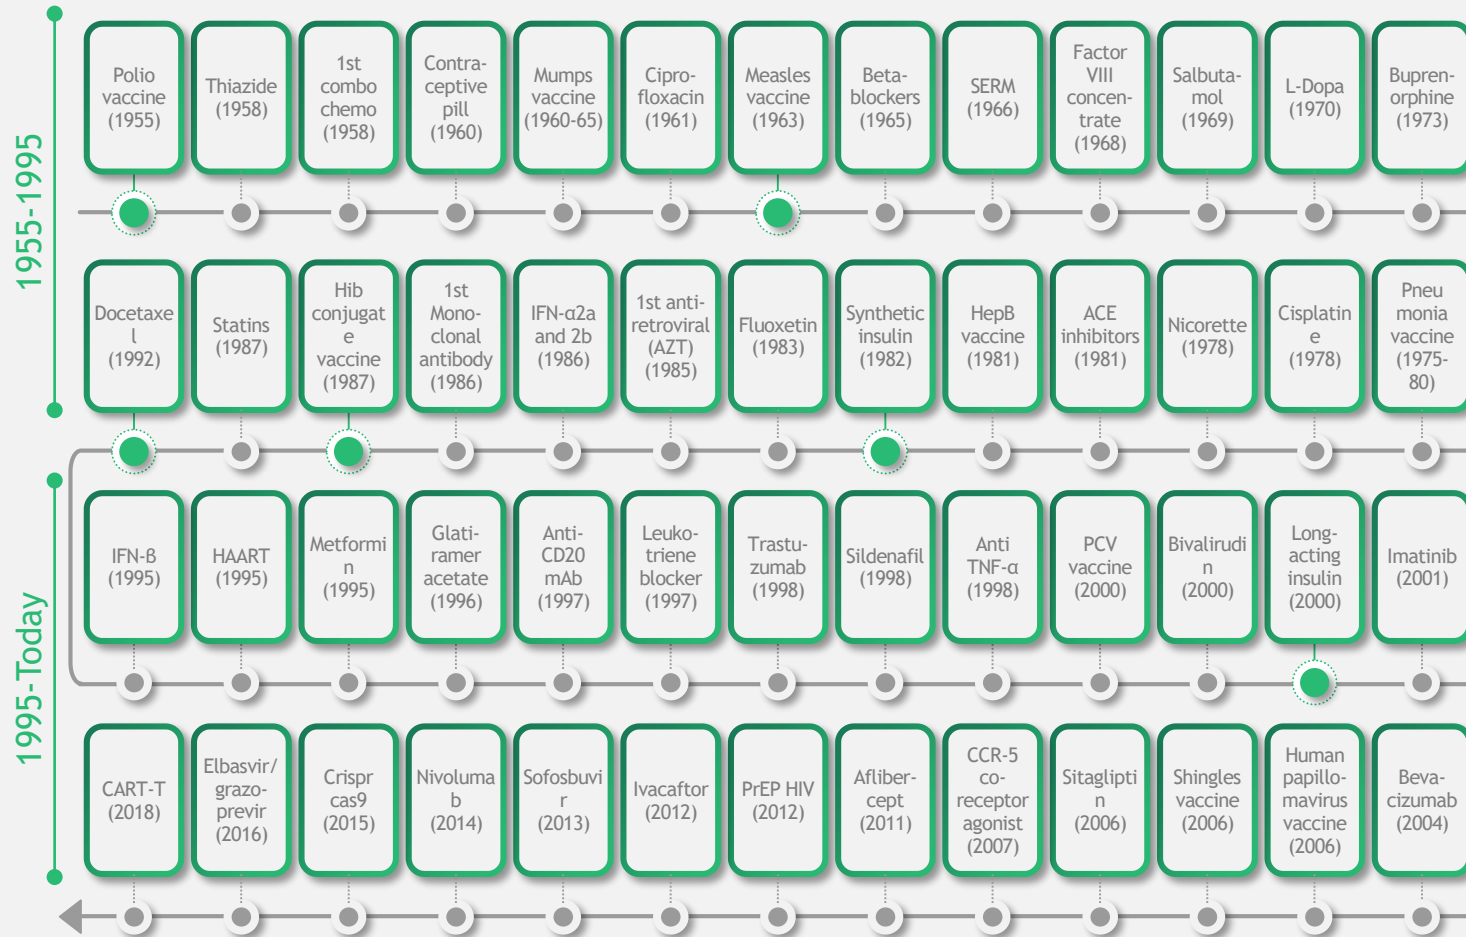 1955-1995
Polio
vaccine
(1955)
Thiazide
(1958)
1st
combo
chemo
(1958)
Contra-
ceptive
pill
(1960)
Mumps
vaccine
(1960-65)
Cipro-
floxacin
(1961)
Measles
vaccine
(1963)
Beta-
blockers
(1965)
SERM
(1966)
Factor
VIII
concen-
trate
(1968)
Salbuta-
mol
(1969)
L-Dopa
(1970)
Bupren-
orphine
(1973)
Docetaxe
l
(1992)
Statins
(1987)
Hib
conjugat
e
vaccine
(1987)
1st
Mono-
clonal
antibody
(1986)
IFN-α2a
and 2b
(1986)
1st anti-
retroviral
(AZT)
(1985)
Fluoxetin
(1983)
Synthetic
insulin
(1982)
HepB
vaccine
(1981)
ACE
inhibitors
(1981)
Nicorette
(1978)
Cisplatin
e
(1978)
Pneu
monia
vaccine
(1975-
80)
1995-Today
IFN-ß
(1995)
HAART
(1995)
Metformi
n
(1995)
Glati-
ramer
acetate
(1996)
Anti-
CD20
mAb
(1997)
Leuko-
triene
blocker
(1997)
Trastu-
zumab
(1998)
Sildenafil
(1998)
Anti
TNF-α
(1998)
PCV
vaccine
(2000)
Bivalirudi
n
(2000)
Long-
acting
insulin
(2000)
Imatinib
(2001)
CART-T
(2018)
Elbasvir/
grazo-
previr
(2016)
Crispr
cas9
(2015)
Nivoluma
b
(2014)
Sofosbuvi
r
(2013)
Ivacaftor
(2012)
PrEP HIV
(2012)
Afliber-
cept
(2011)
CCR-5
co-
receptor
agonist
(2007)
Sitaglipti
n
(2006)
Shingles
vaccine
(2006)
Human
papillo-
mavirus
vaccine
(2006)
Beva-
cizumab
(2004)